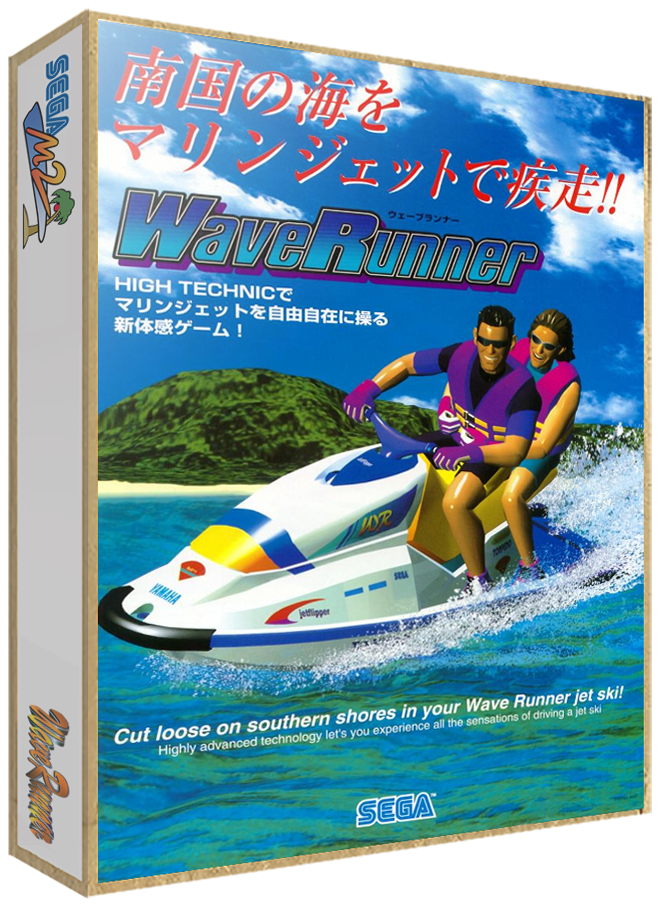 SEGA
M2
WaveRunner
南国の海を
マリンジェットで疾走!!
ウェーブランナー
WaveRunner
HIGH TECHNICで
マリンジェットを自由自在に操る
新体感ゲーム！
WR
YAMAHA
SEGA
jetflipper
Cut loose on southern shores in your Wave Runner jet ski!
Highly advanced technology let's you experience all the sensations of driving a jet ski
SEGA